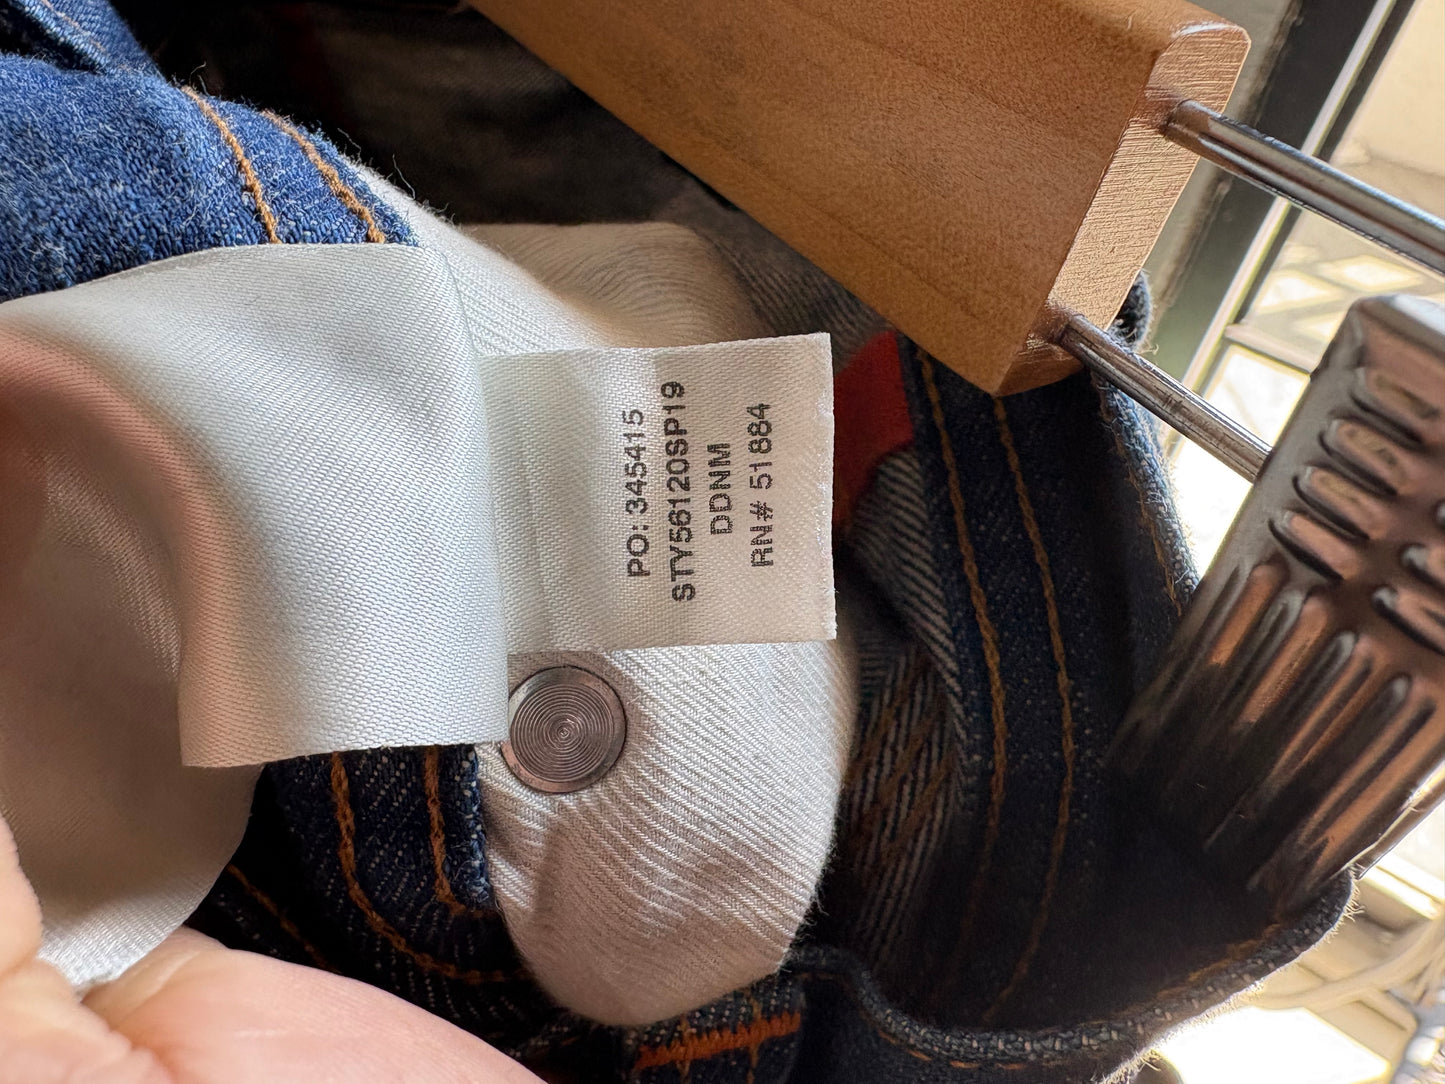 PO: 345415
STY56120SP19
DDNM
RN# 51884